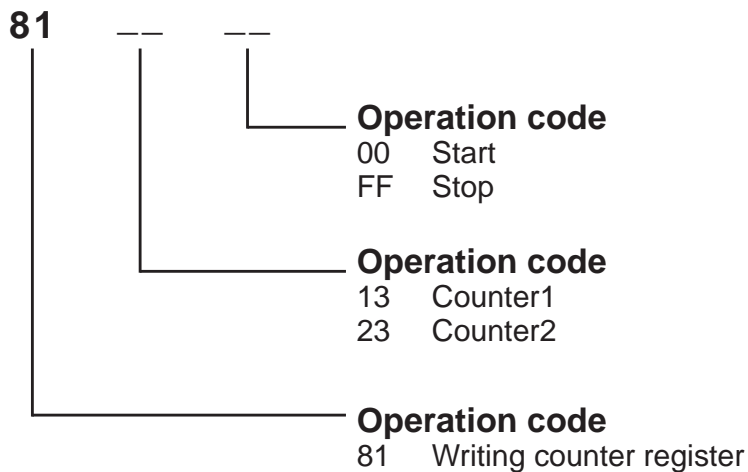 81 __ __
Operation code
00 Start
FF Stop
Operation code
13 Counter1
23 Counter2
Operation code
81 Writing counter register